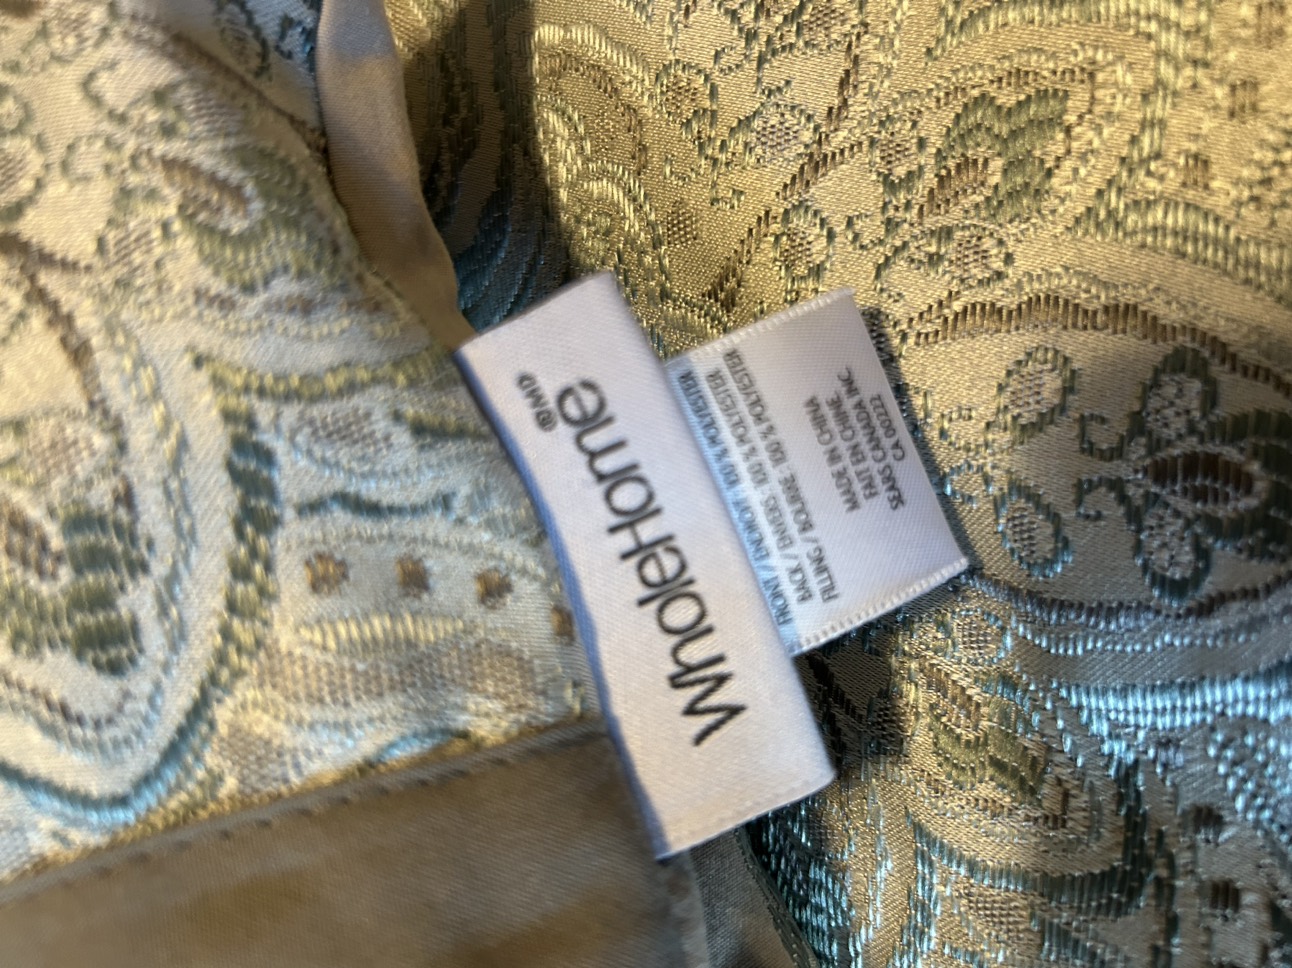 WholeHome
®MD
FRONT / ENDROIT: 100 % POLYESTER
BACK / ENVERS: 100 % POLYESTER
FILLING / BOURRE: 100 % POLYESTER
MADE IN CHINA
FAIT EN CHINE
SEARS CANADA INC.
CA 00222